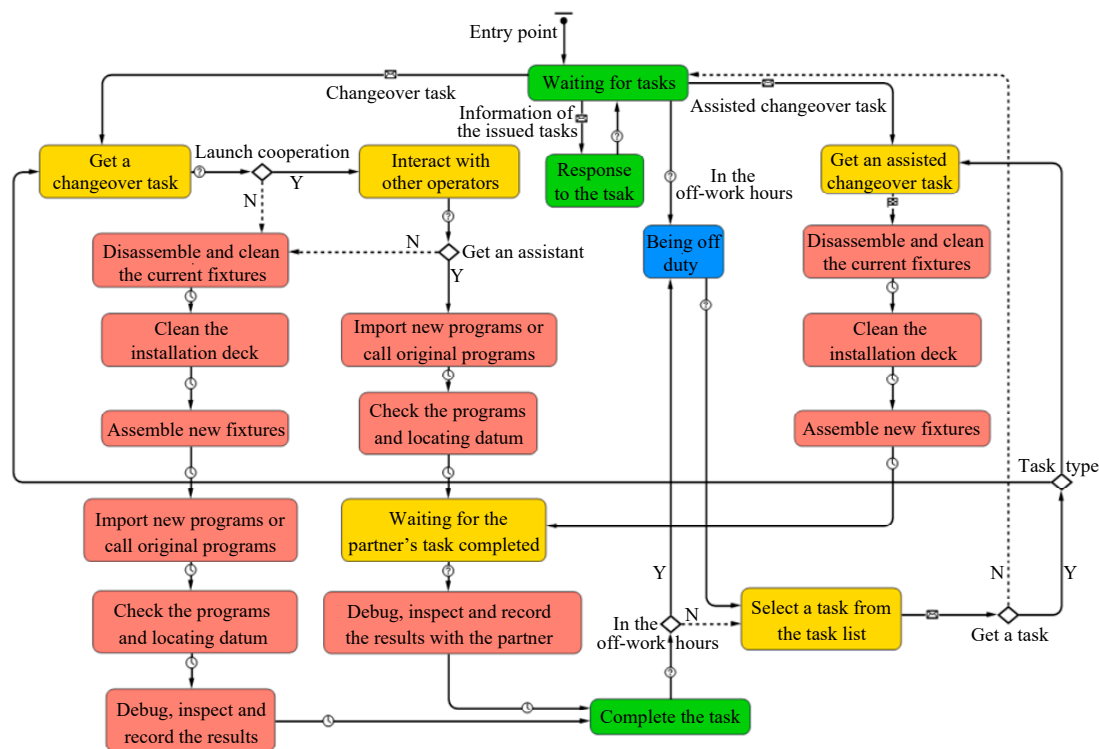 Entry point
Waiting for tasks
Changeover task
Information of
the issued tasks
Assisted changeover task
Get a
changeover task
Launch cooperation
Y
N
Interact with
other operators
Response
to the tsak
In the
off-work hours
Get an assisted
changeover task
Disassemble and clean
the current fixtures
N
Get an assistant
Y
Being off
duty
Disassemble and clean
the current fixtures
Clean the
installation deck
Import new programs or
call original programs
Clean the
installation deck
Assemble new fixtures
Check the programs
and locating datum
Assemble new fixtures
Task type
Import new programs or
call original programs
Waiting for the
partner’s task completed
Y
N
Y
Check the programs
and locating datum
Debug, inspect and record
the results with the partner
In the
off-work hours
N
Select a task from
the task list
Get a task
Debug, inspect and
record the results
Complete the task